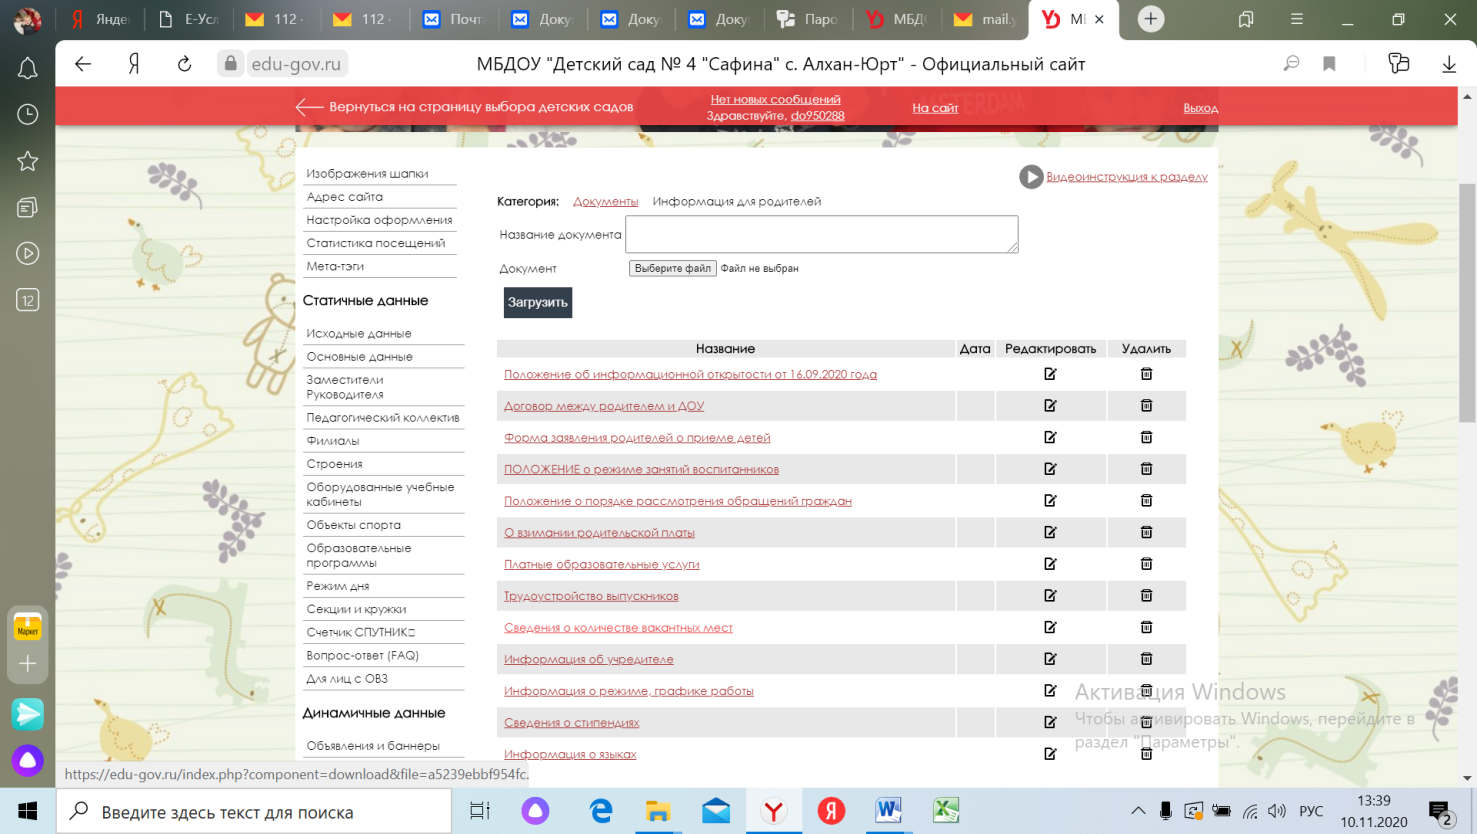 Янде
Е-Усл
112 ·
112 ·
Почт
Доку
Доку
Доку
Паро
МБДО
mail.y
МБ
edu-gov.ru
МБДОУ "Детский сад № 4 "Сафина" с. Алхан-Юрт" - Официальный сайт
Вернуться на страницу выбора детских садов
Нет новых сообщений
Здравствуйте, do950288
На сайт
Выход
Изображения шапки
Адрес сайта
Настройка оформления
Статистика посещений
Мета-тэги
Статичные данные
Исходные данные
Основные данные
Заместители
Руководителя
Педагогический коллектив
Филиалы
Строения
Оборудованные учебные
кабинеты
Объекты спорта
Образовательные
программы
Режим дня
Секции и кружки
Счетчик СПУТНИК
Вопрос-ответ (FAQ)
Для лиц с ОВЗ
Динамичные данные
Объявления и баннеры
Видеоинструкция к разделу
Категория: Документы Информация для родителей
Название документа
Документ Выберите файл Файл не выбран
Загрузить
Название Дата Редактировать Удалить
Положение об информационной открытости от 16.09.2020 года
Договор между родителем и ДОУ
Форма заявления родителей о приеме детей
ПОЛОЖЕНИЕ о режиме занятий воспитанников
Положение о порядке рассмотрения обращений граждан
О взимании родительской платы
Платные образовательные услуги
Трудоустройство выпускников
Сведения о количестве вакантных мест
Информация об учредителе
Информация о режиме, графике работы
Сведения о стипендиях
Информация о языках
Активация Windows
Чтобы активировать Windows, перейдите в
раздел "Параметры".
12
Маркет
https://edu-gov.ru/index.php?component=download&file=a5239ebbf954fc.
Введите здесь текст для поиска
РУС
13:39
10.11.2020
2